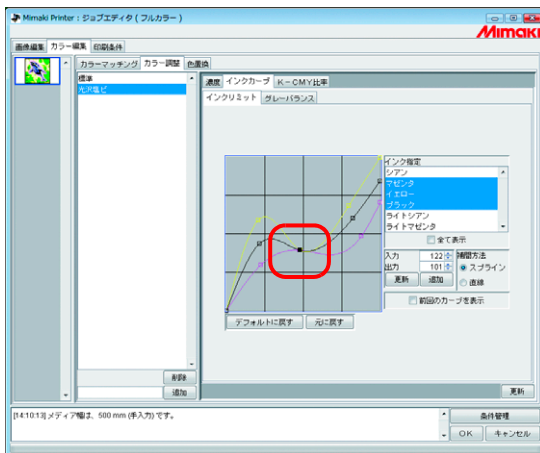 Mimaki Printer : ジョブエディタ ( フルカラー )
Mimaki
画像編集 カラー編集 印刷条件
カラーマッチング カラー調整 色置換
標準
光沢塩ビ
濃度 インクカーブ K-CMY比率
インクリミット グレーバランス
インク指定
シアン
マゼンタ
イエロー
ブラック
ライトシアン
ライトマゼンタ
全て表示
入力 122 補間方法
出力 101 スプライン
更新 追加 直線
前回のカーブを表示
デフォルトに戻す 元に戻す
削除
追加
更新
[14:10:13] メディア幅は、500 mm (手入力) です。
条件管理
OK キャンセル